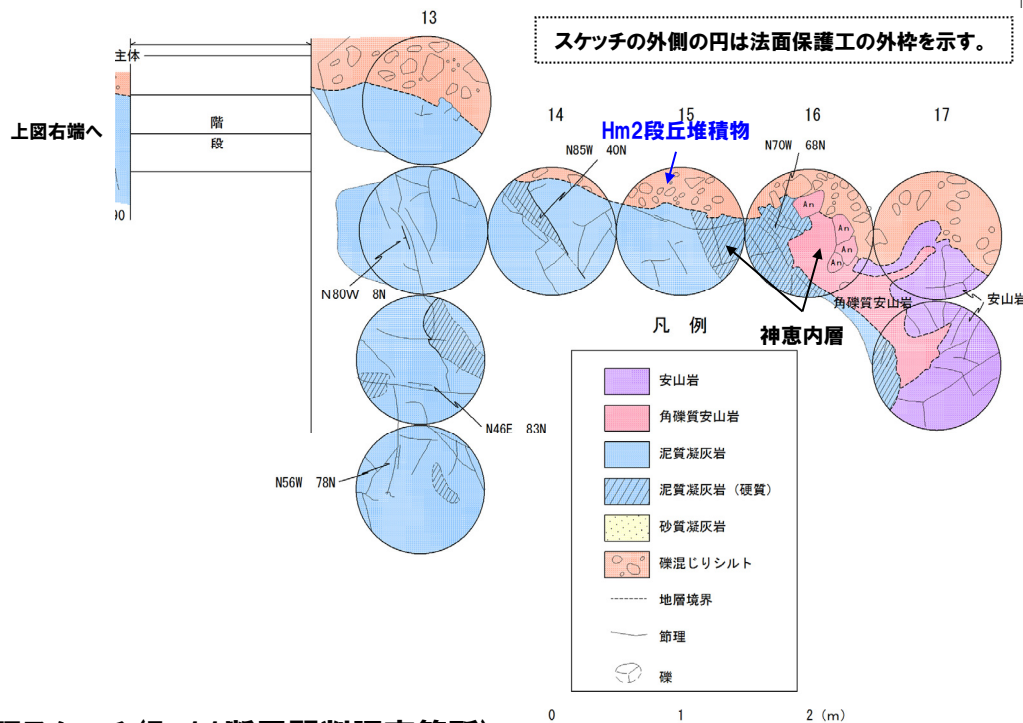 13
スケッチの外側の円は法面保護工の外枠を示す。
主体
上図右端へ
階
段
14
15
16
17
Hm2段丘堆積物
N85W 40N
N70W 68N
An
An
An
An
N80W 8N
角礫質安山岩
安山岩
神恵内層
N46E 83N
N56W 78N
凡 例
安山岩
角礫質安山岩
泥質凝灰岩
泥質凝灰岩(硬質)
砂質凝灰岩
礫混じりシルト
地層境界
節理
礫
0 1 2 (m)